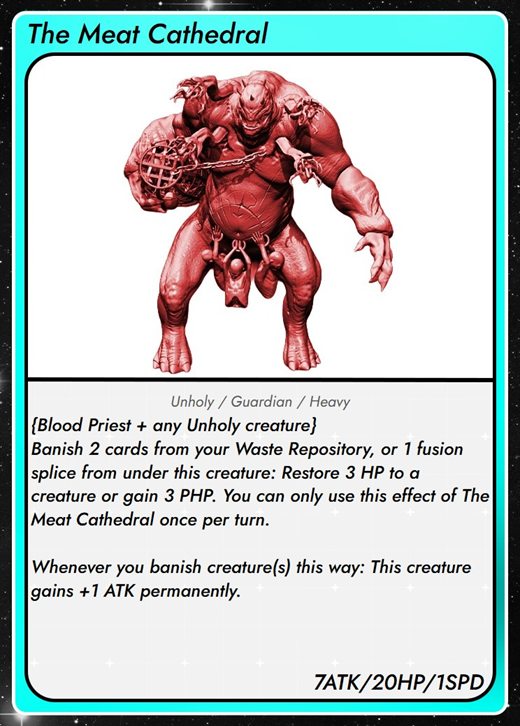 The Meat Cathedral
Unholy / Guardian / Heavy
{Blood Priest + any Unholy creature}
Banish 2 cards from your Waste Repository, or 1 fusion
splice from under this creature: Restore 3 HP to a
creature or gain 3 PHP. You can only use this effect of The
Meat Cathedral once per turn.
Whenever you banish creature(s) this way: This creature
gains +1 ATK permanently.
7ATK/20HP/1SPD